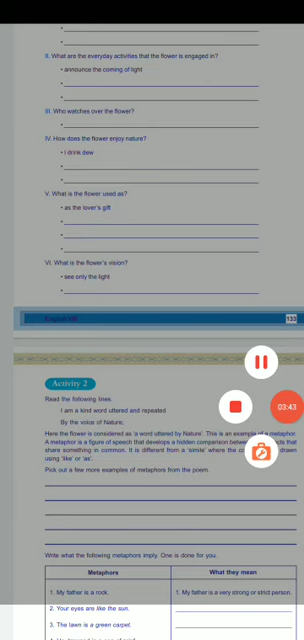 II. What are the everyday activities that the flower is engaged in?
• announce the coming of light
•
•
III. Who watches over the flower?
•
IV. How does the flower enjoy nature?
• I drink dew
•
•
V. What is the flower used as?
• as the lover's gift
•
•
•
VI. What is the flower's vision?
• see only the light
•
English VIII
133
Activity 2
Read the following lines.
I am a kind word uttered and repeated
By the voice of Nature;
03:43
Here the flower is considered as 'a word uttered by Nature'. This is an example of a metaphor.
A metaphor is a figure of speech that develops a hidden comparison between
share something in common. It is different from a 'simile' where the drawn
using 'like' or 'as'.
Pick out a few more examples of metaphors from the poem.
Write what the following metaphors imply. One is done for you.
Metaphors
What they mean
1. My father is a rock.
1. My father is a very strong or strict person.
2. Your eyes are like the sun.
3. The lawn is a green carpet.